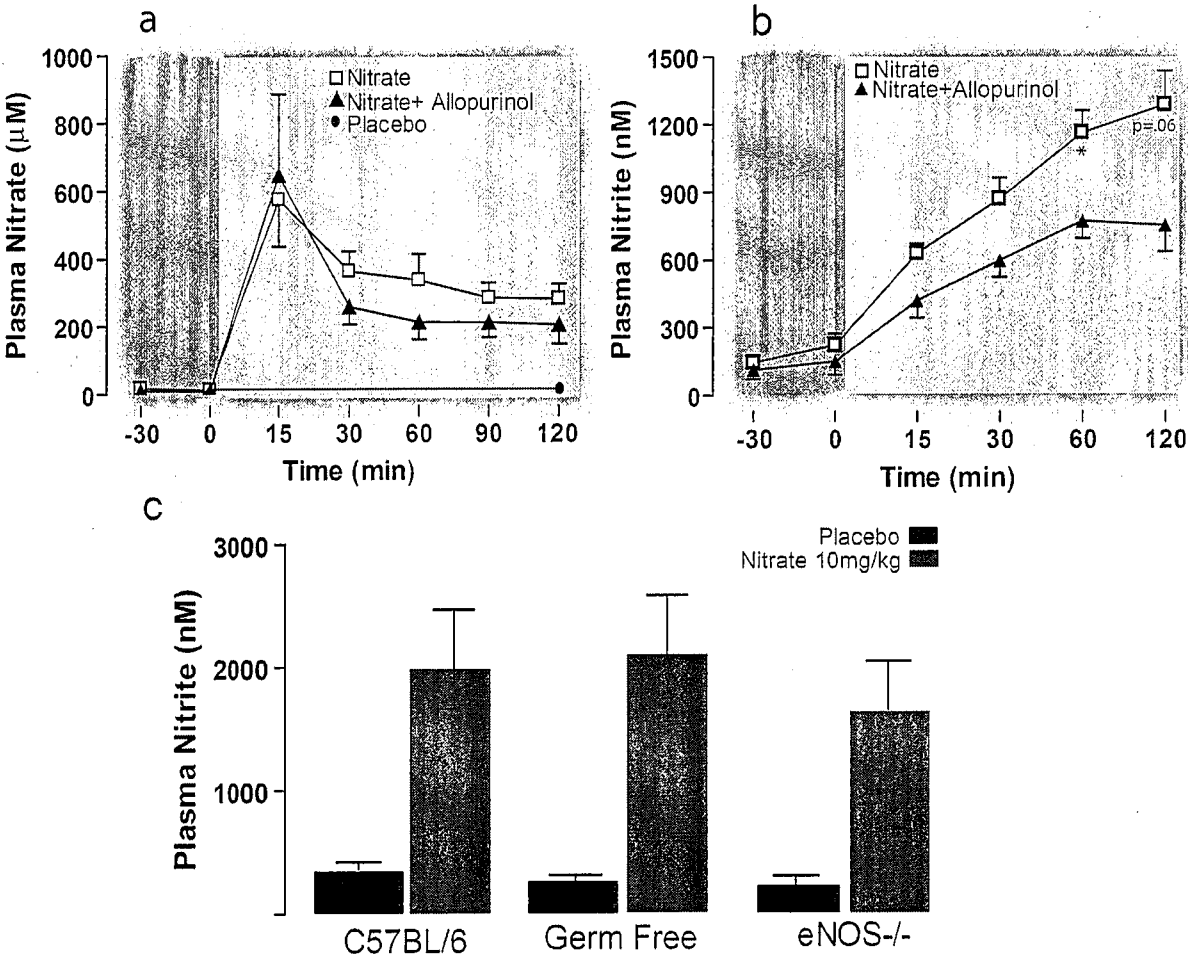 a
1000
800
600
400
200
0
Plasma Nitrate (µM)
Nitrate
Nitrate+ Allopurinol
Placebo
-30 0 15 30 60 90 120
Time (min)
b
1500
1200
900
600
300
0
Plasma Nitrite (nM)
Nitrate
Nitrate+Allopurinol
p=.06
*
-30 0 15 30 60 120
Time (min)
c
3000
2000
1000
Plasma Nitrite (nM)
Placebo
Nitrate 10mg/kg
C57BL/6 Germ Free eNOS-/-